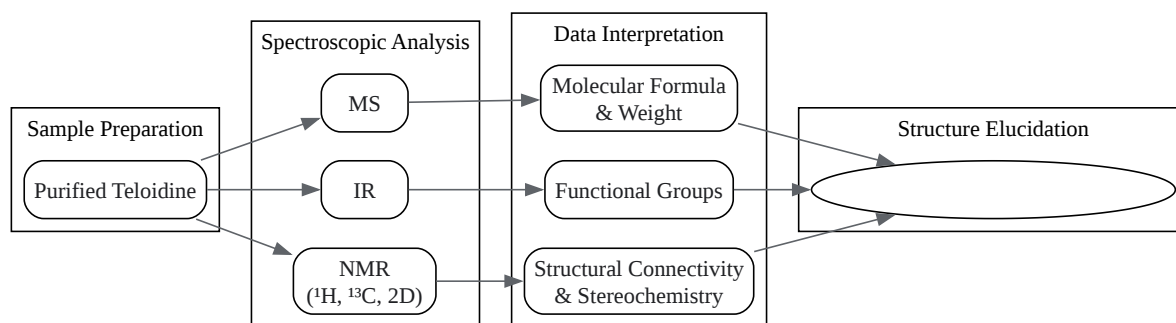 Sample Preparation
Purified Teloidine
Spectroscopic Analysis
MS
IR
NMR
(¹H, ¹³C, 2D)
Data Interpretation
Molecular Formula
& Weight
Functional Groups
Structural Connectivity
& Stereochemistry
Structure Elucidation